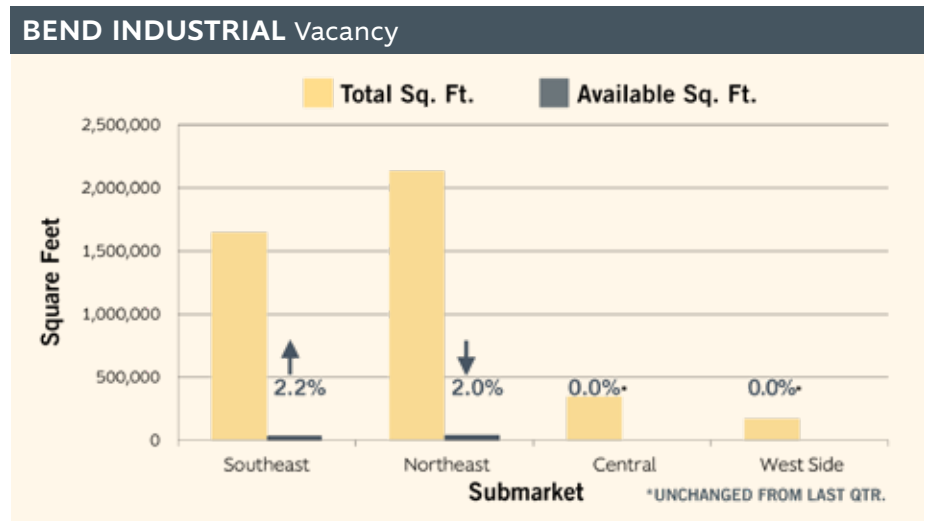 BEND INDUSTRIAL Vacancy
Total Sq. Ft.
Available Sq. Ft.
2,500,000
2,000,000
1,500,000
1,000,000
500,000
0
Square Feet
2.2%
2.0%
0.0%*
0.0%*
Southeast
Northeast
Central
West Side
Submarket
*UNCHANGED FROM LAST QTR.